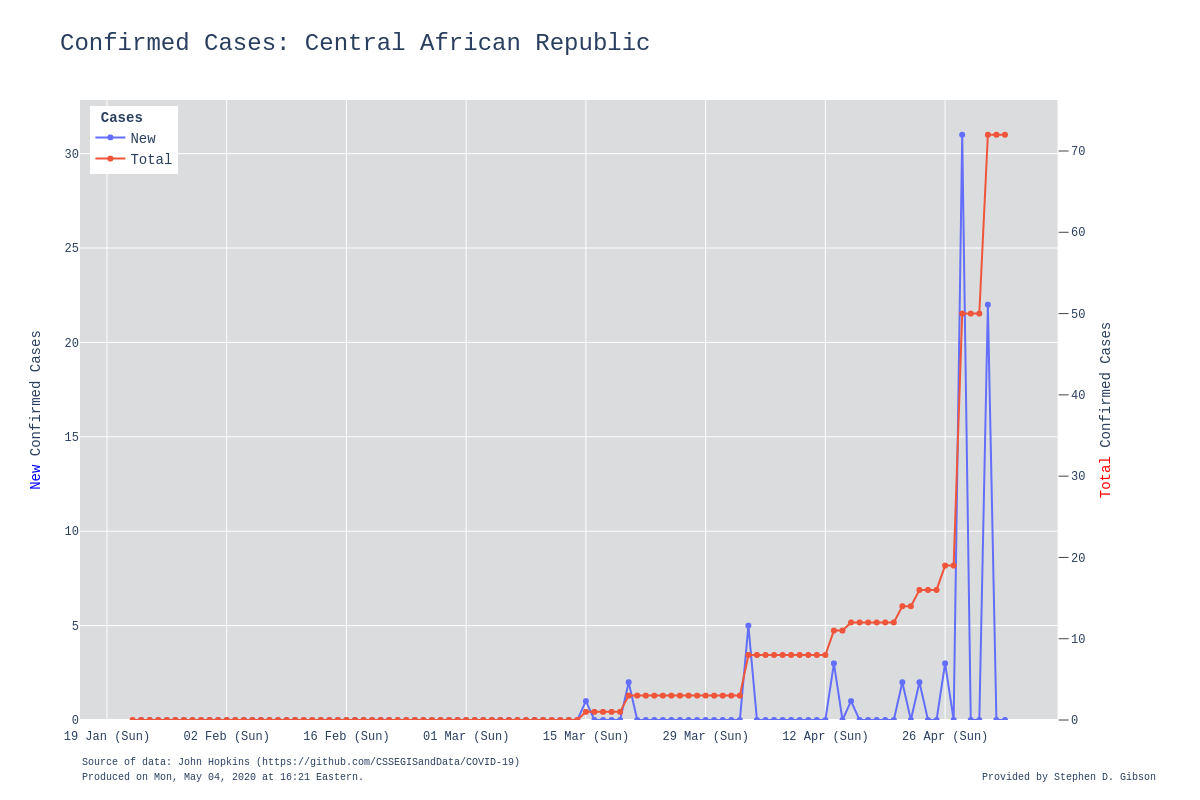 Confirmed Cases: Central African Republic
Cases
New
Total
30
25
20
15
10
5
0
New Confirmed Cases
70
60
50
40
30
20
10
0
Total Confirmed Cases
19 Jan (Sun) 02 Feb (Sun) 16 Feb (Sun) 01 Mar (Sun) 15 Mar (Sun) 29 Mar (Sun) 12 Apr (Sun) 26 Apr (Sun)
Source of data: John Hopkins (https://github.com/CSSEGISandData/COVID-19)
Produced on Mon, May 04, 2020 at 16:21 Eastern.
Provided by Stephen D. Gibson